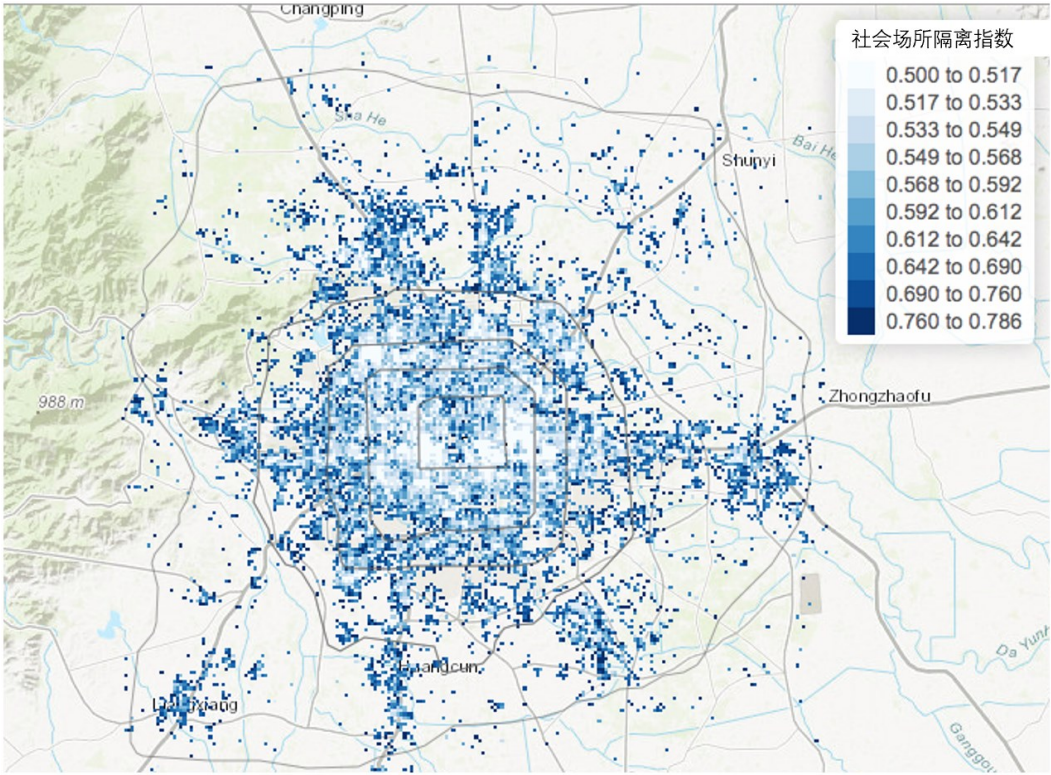 Changping
社会场所隔离指数
0.500 to 0.517
0.517 to 0.533
0.533 to 0.549
0.549 to 0.568
0.568 to 0.592
0.592 to 0.612
0.612 to 0.642
0.642 to 0.690
0.690 to 0.760
0.760 to 0.786
Sha He
Bai He
Shunyi
988 m
Zhongzhaofu
Huangcun
Liangxiang
Da Yunh
Ganggou